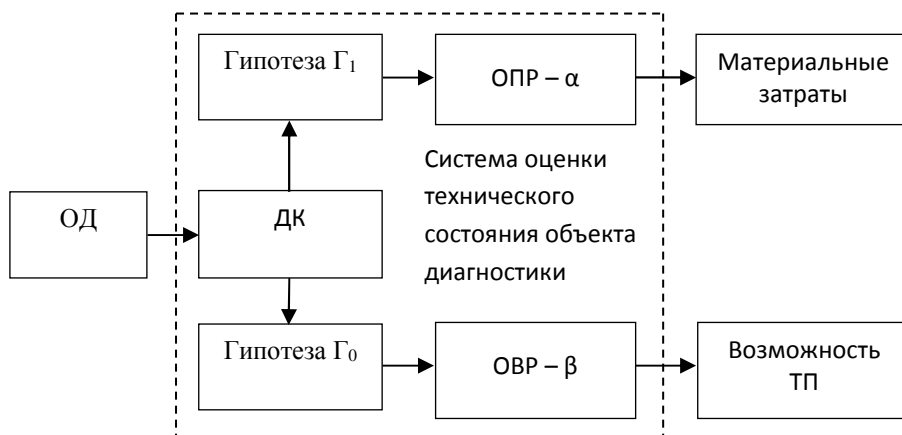 Гипотеза Г₁
ОПР – α
Материальные
затраты
Система оценки
технического
состояния объекта
диагностики
ОД
ДК
Гипотеза Г₀
ОВР – β
Возможность
ТП